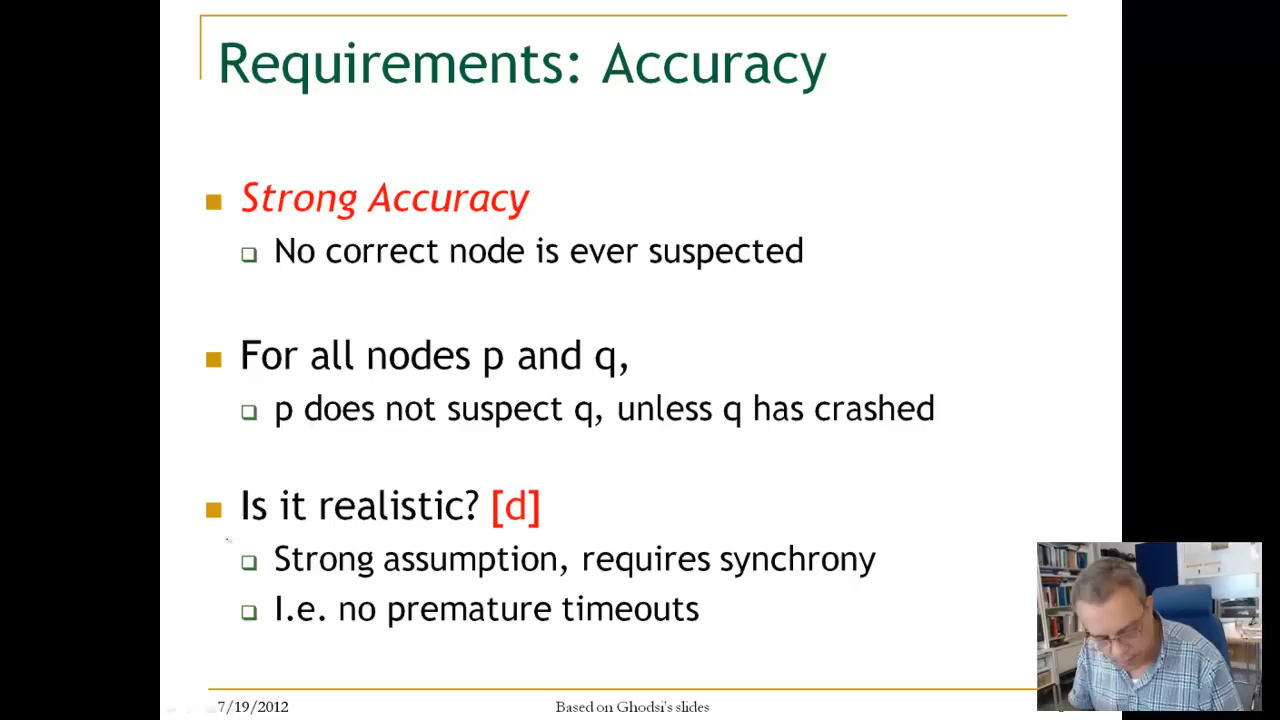 Requirements: Accuracy
Strong Accuracy
No correct node is ever suspected
For all nodes p and q,
p does not suspect q, unless q has crashed
Is it realistic? [d]
Strong assumption, requires synchrony
I.e. no premature timeouts
7/19/2012
Based on Ghodsi's slides